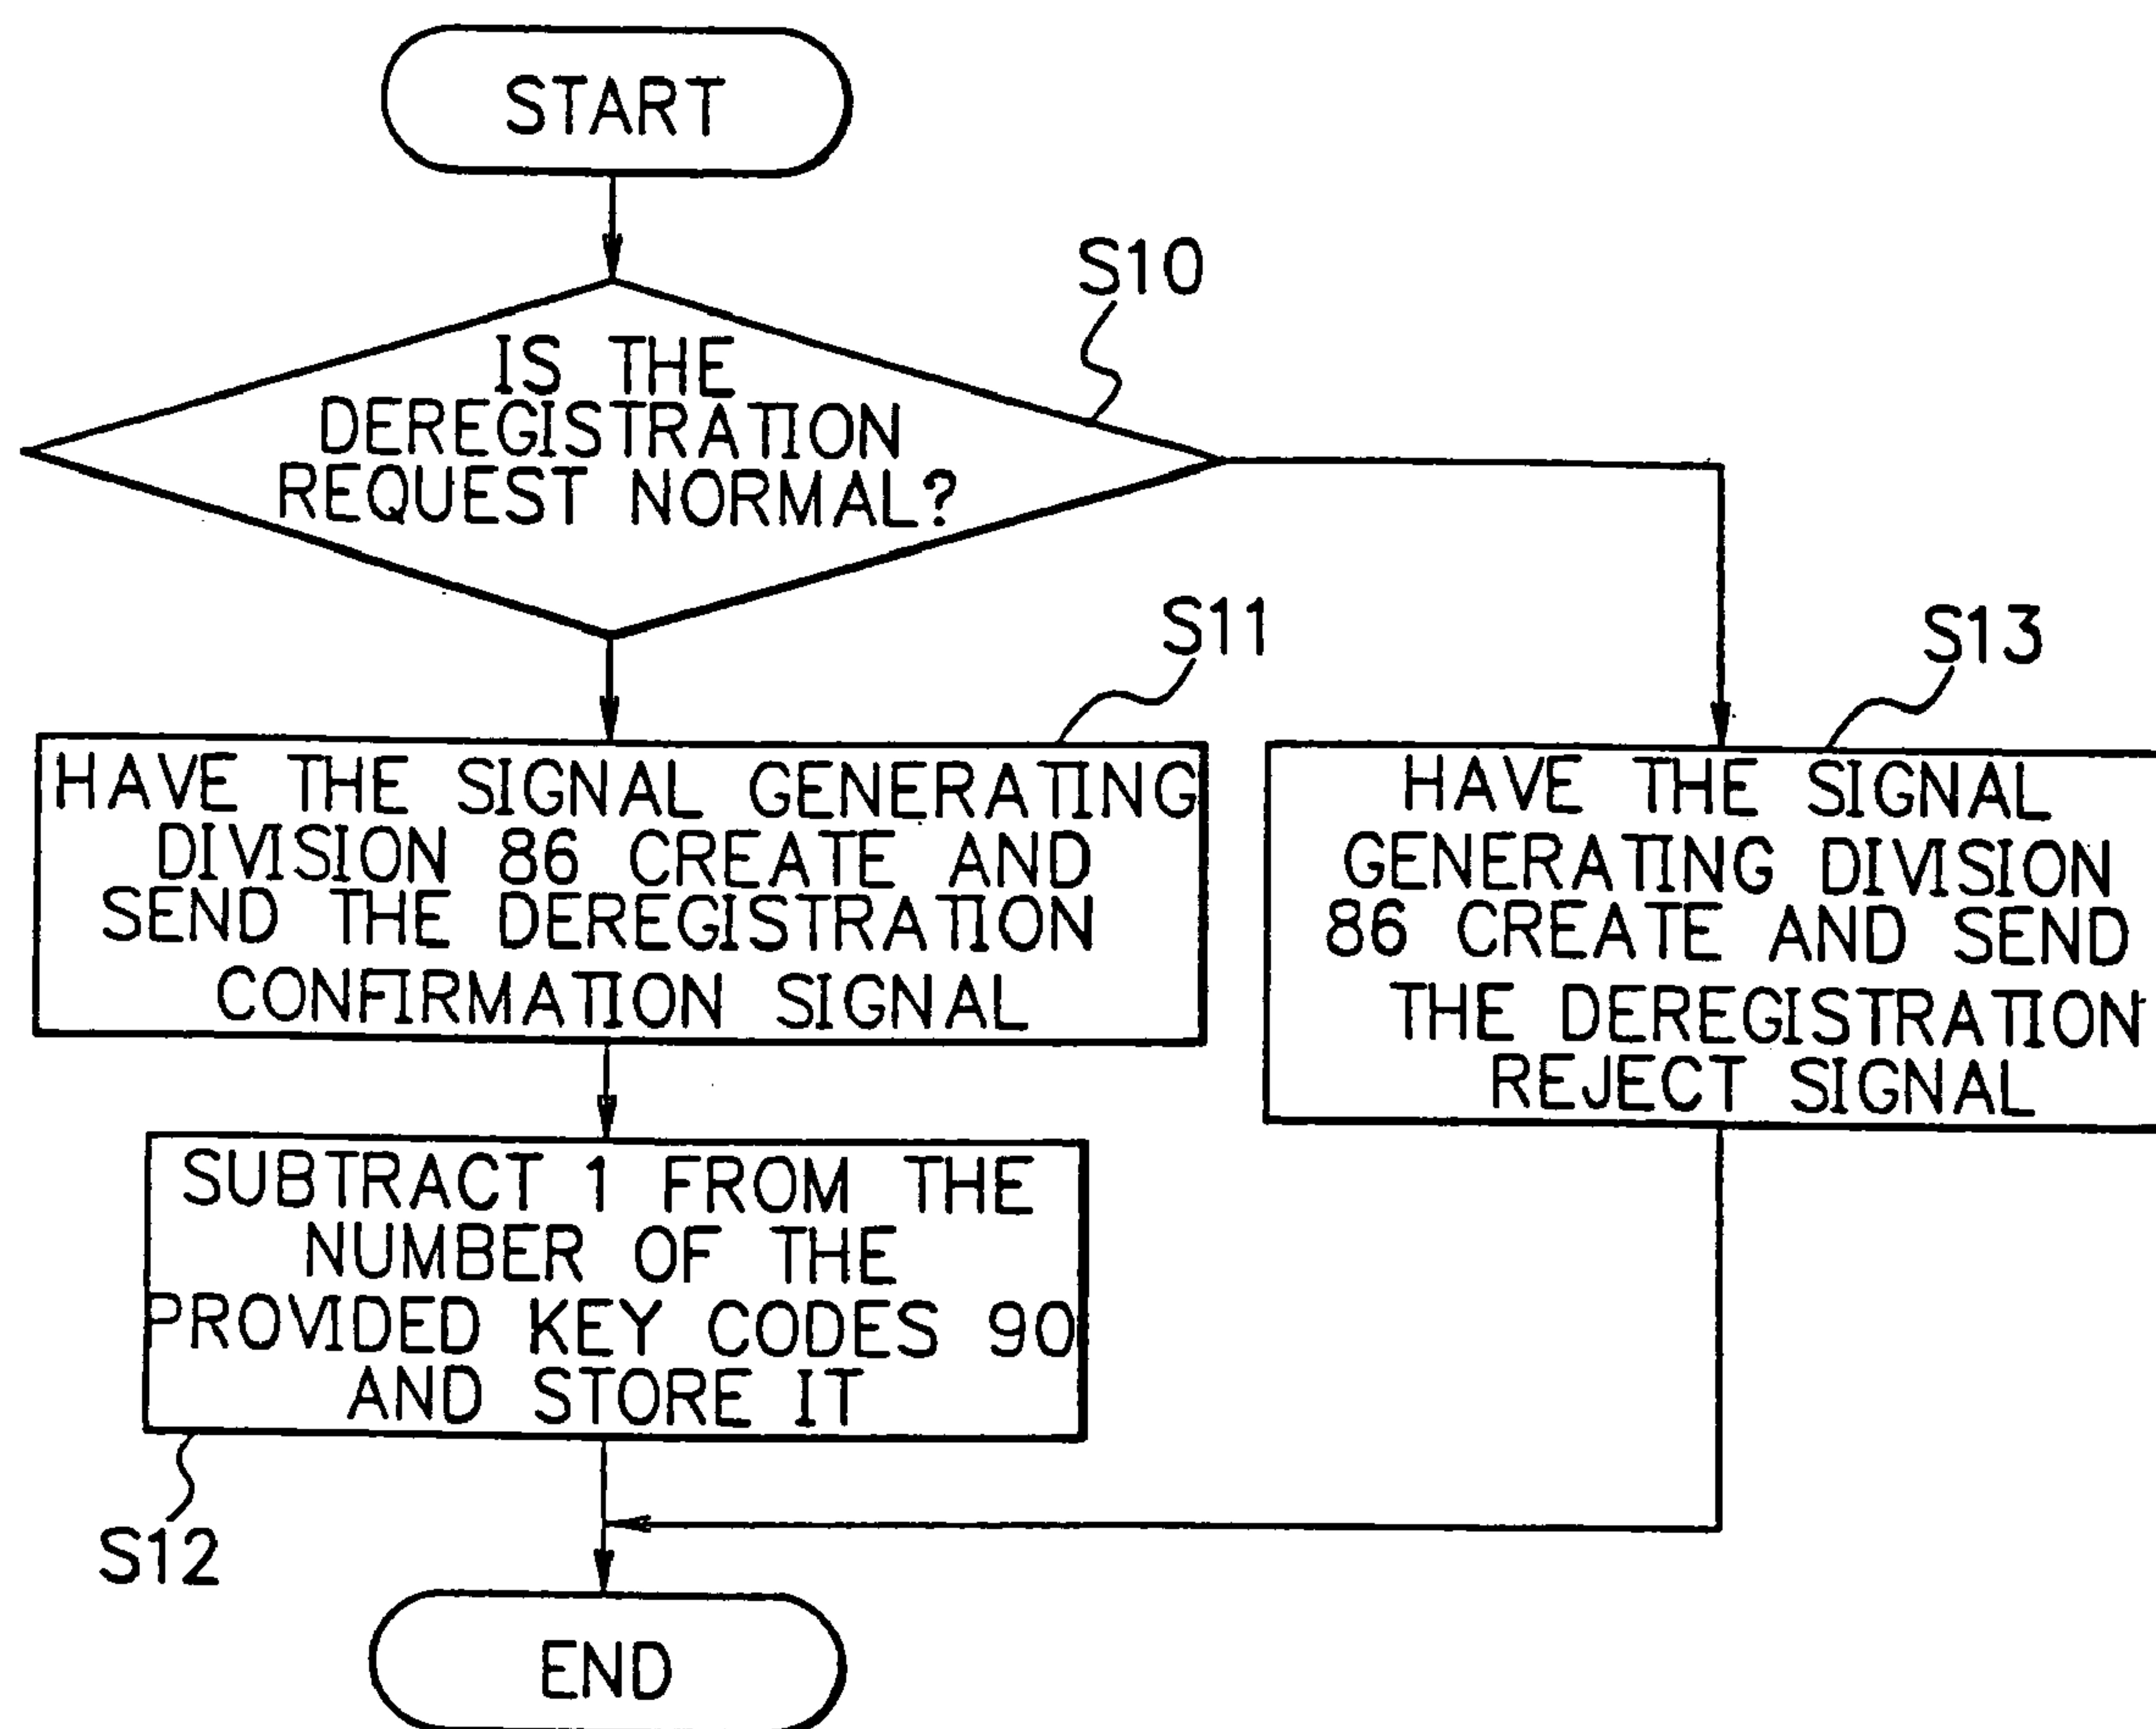 START
S10
IS THE
DEREGISTRATION
REQUEST NORMAL?
S11
HAVE THE SIGNAL GENERATING
DIVISION 86 CREATE AND
SEND THE DEREGISTRATION
CONFIRMATION SIGNAL
S13
HAVE THE SIGNAL
GENERATING DIVISION
86 CREATE AND SEND
THE DEREGISTRATION
REJECT SIGNAL
SUBTRACT 1 FROM THE
NUMBER OF THE
PROVIDED KEY CODES 90
AND STORE IT
S12
END